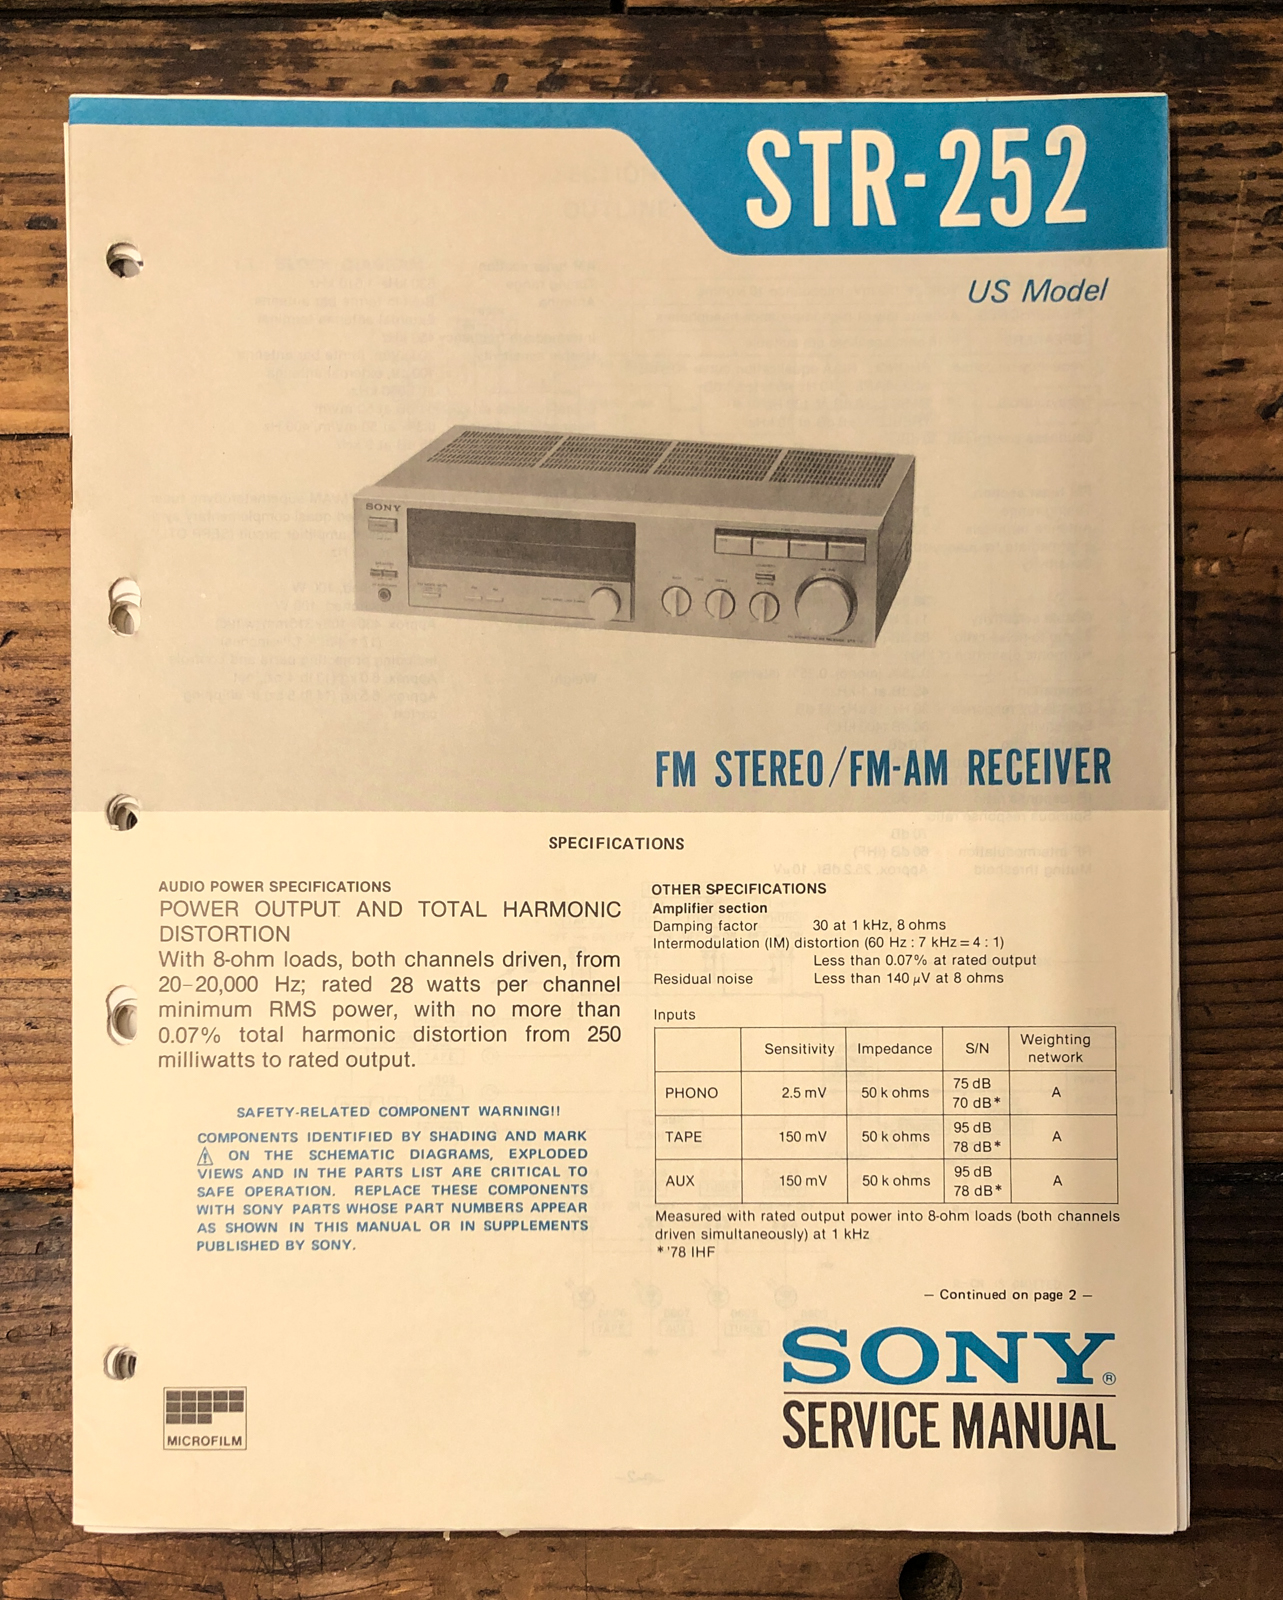 STR-252
US Model
SONY
FM STEREO/FM-AM RECEIVER
SPECIFICATIONS
AUDIO POWER SPECIFICATIONS
POWER OUTPUT AND TOTAL HARMONIC
DISTORTION
With 8-ohm loads, both channels driven, from
20-20,000 Hz; rated 28 watts per channel
minimum RMS power, with no more than
0.07% total harmonic distortion from 250
milliwatts to rated output.
SAFETY-RELATED COMPONENT WARNING!!
COMPONENTS IDENTIFIED BY SHADING AND MARK
⚠ ON THE SCHEMATIC DIAGRAMS, EXPLODED
VIEWS AND IN THE PARTS LIST ARE CRITICAL TO
SAFE OPERATION. REPLACE THESE COMPONENTS
WITH SONY PARTS WHOSE PART NUMBERS APPEAR
AS SHOWN IN THIS MANUAL OR IN SUPPLEMENTS
PUBLISHED BY SONY.
OTHER SPECIFICATIONS
Amplifier section
Damping factor 30 at 1 kHz, 8 ohms
Intermodulation (IM) distortion (60 Hz : 7 kHz = 4 : 1)
Less than 0.07% at rated output
Residual noise Less than 140 μV at 8 ohms
Inputs
Sensitivity Impedance S/N Weighting network
PHONO 2.5 mV 50 k ohms 75 dB 70 dB* A
TAPE 150 mV 50 k ohms 95 dB 78 dB* A
AUX 150 mV 50 k ohms 95 dB 78 dB* A
Measured with rated output power into 8-ohm loads (both channels
driven simultaneously) at 1 kHz
* '78 IHF
– Continued on page 2 –
SONY®
SERVICE MANUAL
MICROFILM